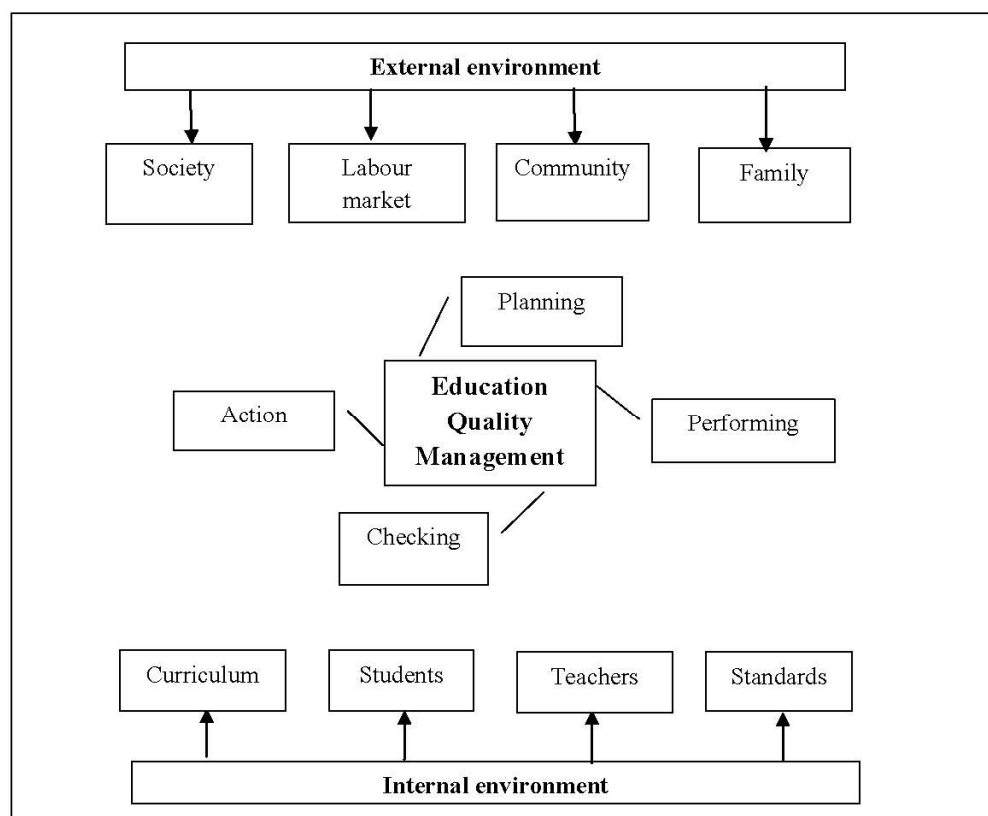 External environment
Society
Labour
market
Community
Family
Planning
Education
Quality
Management
Action
Performing
Checking
Curriculum
Students
Teachers
Standards
Internal environment